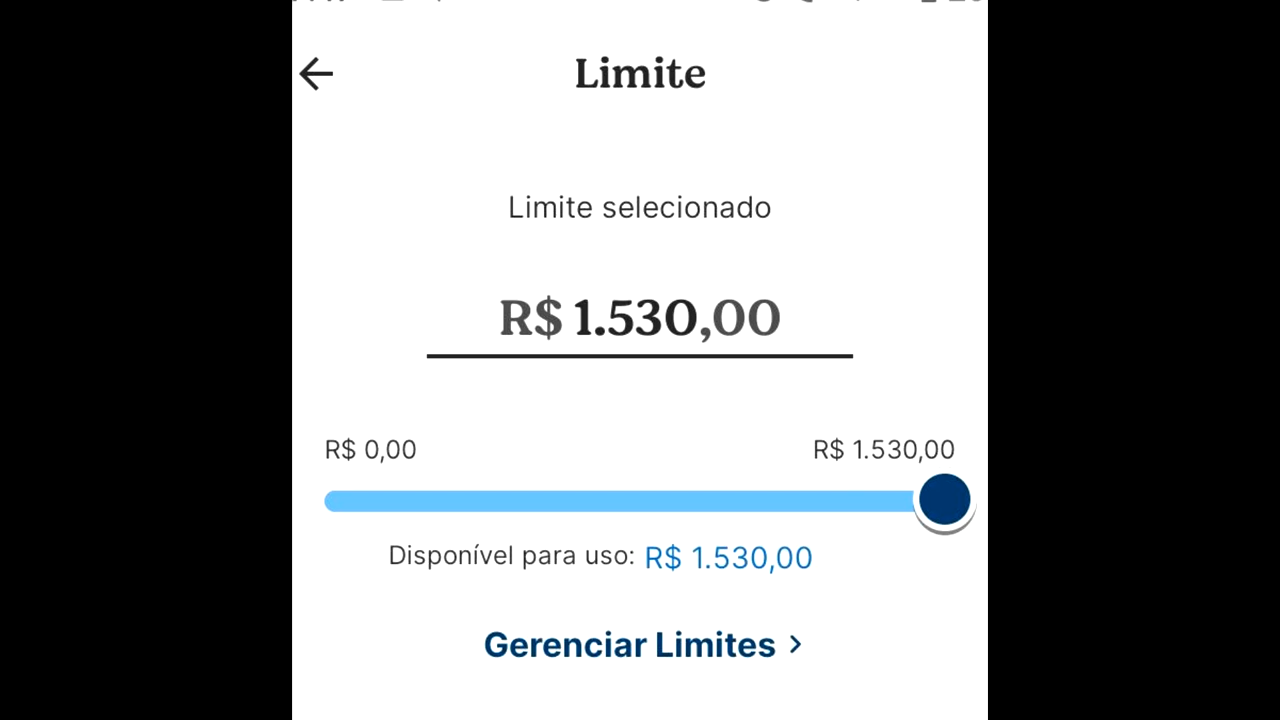 Limite
Limite selecionado
R$ 1.530,00
R$ 0,00 R$ 1.530,00
Disponível para uso: R$ 1.530,00
Gerenciar Limites >